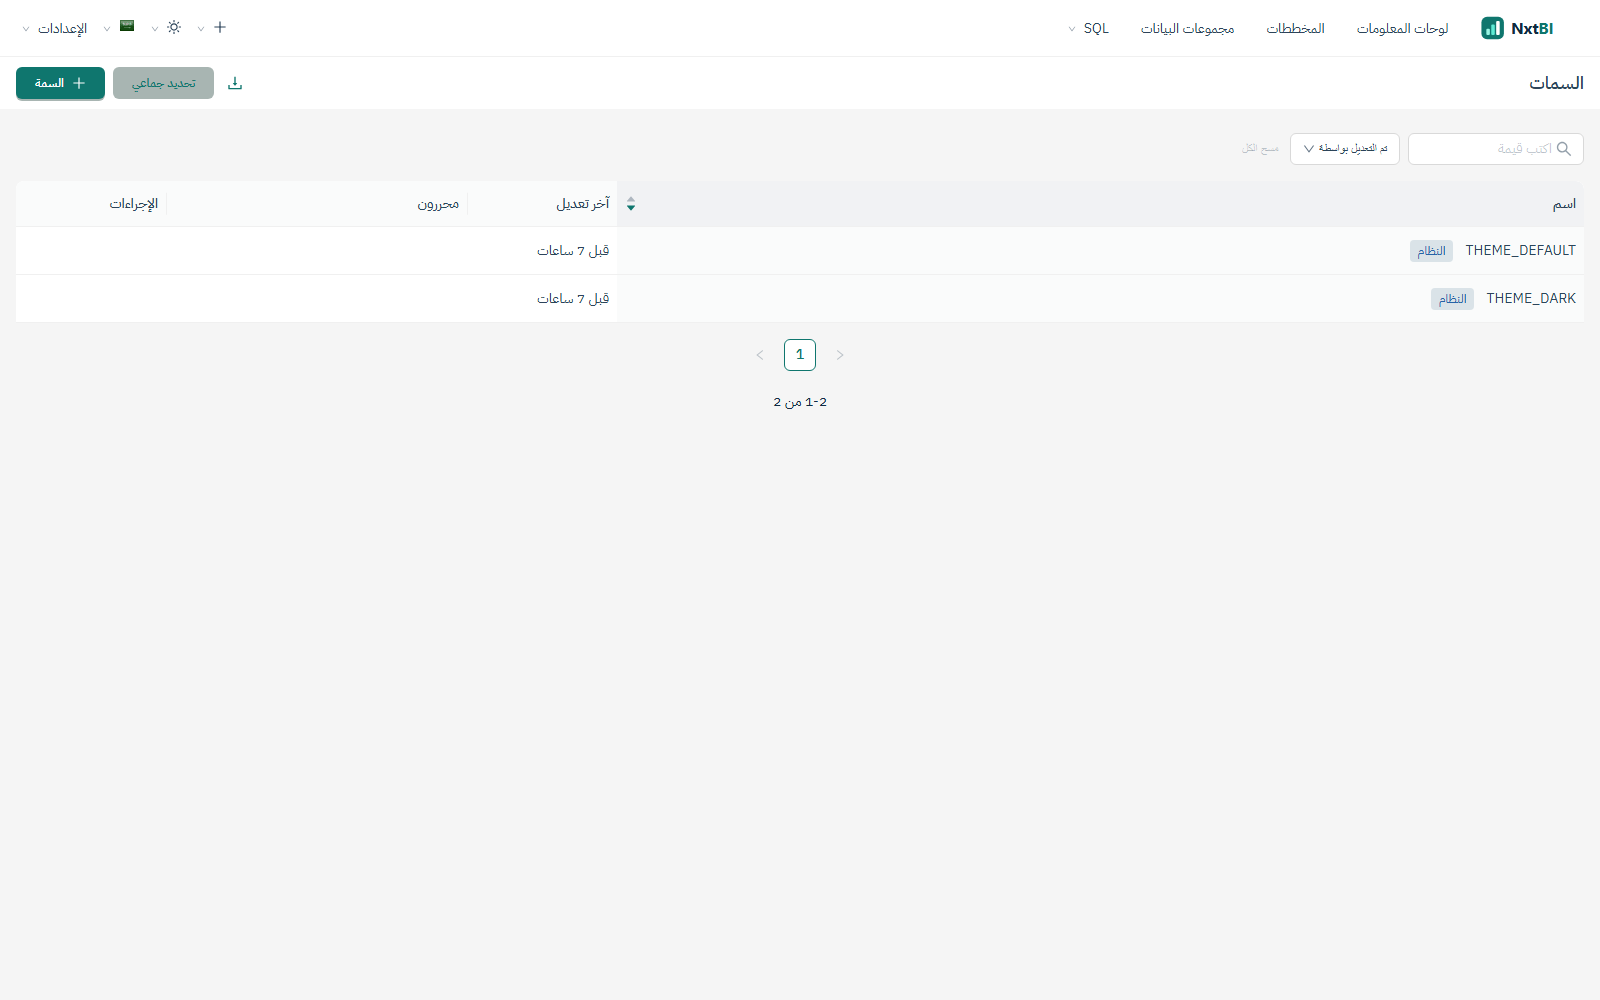 NxtBI
لوحات المعلومات
المخططات
مجموعات البيانات
SQL
الإعدادات
السمات
تحديد جماعي
السمة
اكتب قيمة
تم التعديل بواسطة
مسح الكل
اسم
آخر تعديل
محررون
الإجراءات
THEME_DEFAULT النظام قبل 7 ساعات
THEME_DARK النظام قبل 7 ساعات
1
1-2 من 2